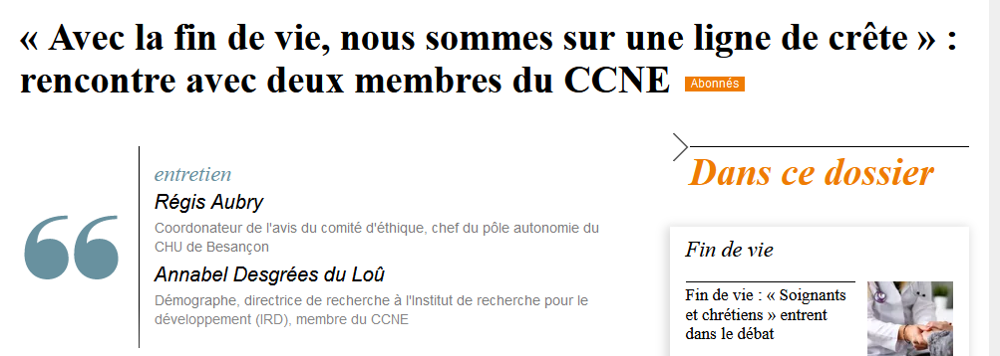 « Avec la fin de vie, nous sommes sur une ligne de crête » :
rencontre avec deux membres du CCNE Abonnés
entretien
Régis Aubry
Coordonateur de l'avis du comité d'éthique, chef du pôle autonomie du
CHU de Besançon
Annabel Desgrées du Loû
Démographe, directrice de recherche à l'Institut de recherche pour le
développement (IRD), membre du CCNE
Dans ce dossier
Fin de vie
Fin de vie : « Soignants
et chrétiens » entrent
dans le débat